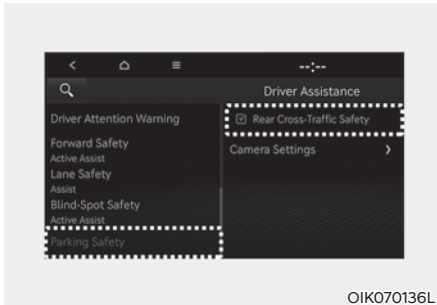 --:--
Driver Assistance
Driver Attention Warning
Rear Cross-Traffic Safety
Forward Safety
Active Assist
Camera Settings
Lane Safety
Assist
Blind-Spot Safety
Active Assist
Parking Safety
OIK070136L